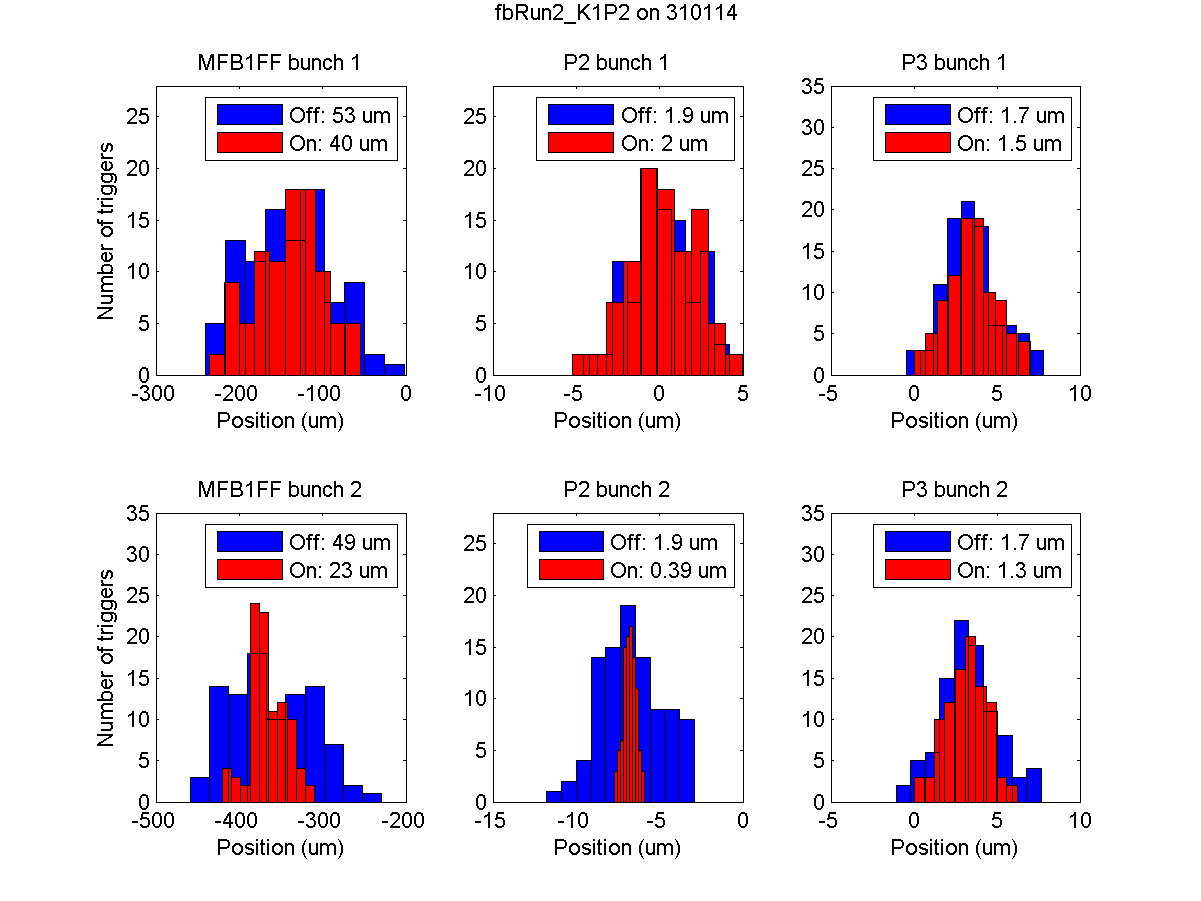 fbRun2_K1P2 on 310114
MFB1FF bunch 1
Off: 53 um
On: 40 um
Number of triggers
25
20
15
10
5
0
-300 -200 -100 0
Position (um)
P2 bunch 1
Off: 1.9 um
On: 2 um
25
20
15
10
5
0
-10 -5 0 5
Position (um)
P3 bunch 1
Off: 1.7 um
On: 1.5 um
35
30
25
20
15
10
5
0
-5 0 5 10
Position (um)
MFB1FF bunch 2
Off: 49 um
On: 23 um
Number of triggers
35
30
25
20
15
10
5
0
-500 -400 -300 -200
Position (um)
P2 bunch 2
Off: 1.9 um
On: 0.39 um
25
20
15
10
5
0
-15 -10 -5 0
Position (um)
P3 bunch 2
Off: 1.7 um
On: 1.3 um
35
30
25
20
15
10
5
0
-5 0 5 10
Position (um)